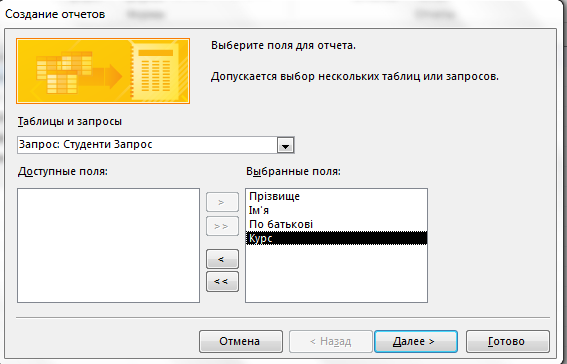 Создание отчетов
Выберите поля для отчета.
Допускается выбор нескольких таблиц или запросов.
Таблицы и запросы
Запрос: Студенти Запрос
Доступные поля:
Выбранные поля:
>
>>
<
<<
Прізвище
Ім'я
По батькові
Курс
Отмена
< Назад
Далее >
Готово